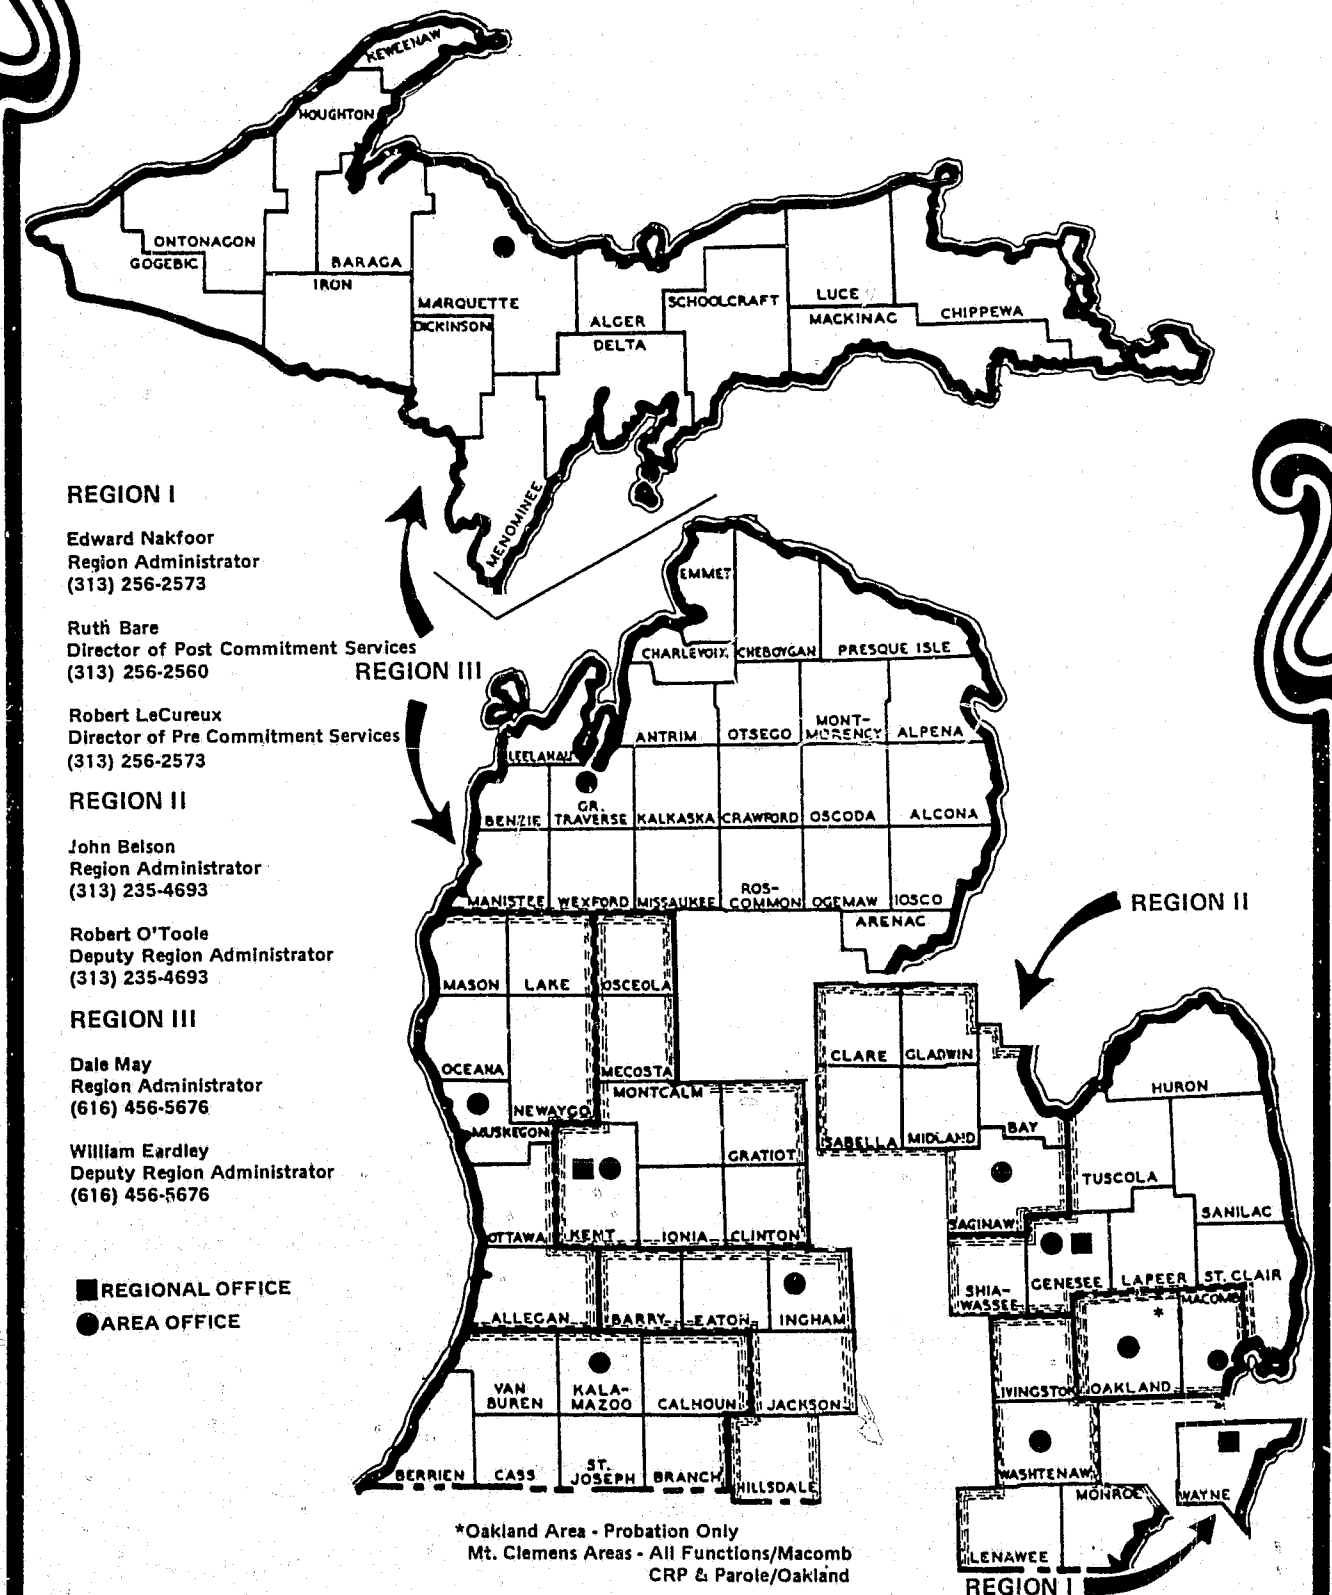 KEWEENAW
HOUGHTON
ONTONAGON
GOGEBIC
BARAGA
IRON
MARQUETTE
DICKINSON
ALGER
DELTA
SCHOOLCRAFT
LUCE
MACKINAC
CHIPPEWA
MENOMINEE
REGION I
Edward Nakfoor
Region Administrator
(313) 256-2573
Ruth Bare
Director of Post Commitment Services
(313) 256-2560
Robert LeCureux
Director of Pre Commitment Services
(313) 256-2573
REGION II
John Belson
Region Administrator
(313) 235-4693
Robert O'Toole
Deputy Region Administrator
(313) 235-4693
REGION III
Dale May
Region Administrator
(616) 456-5676
William Eardley
Deputy Region Administrator
(616) 456-5676
REGIONAL OFFICE
AREA OFFICE
REGION III
EMMET
CHARLEVOIX
CHEBOYGAN
PRESQUE ISLE
LEELANAU
ANTRIM
OTSEGO
MONT-
MORENCY
ALPENA
BENZIE
GR.
TRAVERSE
KALKASKA
CRAWFORD
OSCODA
ALCONA
MANISTEE
WEXFORD
MISSAUKEE
ROS-
COMMON
OGEMAW
IOSCO
ARENAC
REGION II
MASON
LAKE
OSCEOLA
OCEANA
NEWAYGO
MECOSTA
MONTCALM
MUSKEGON
GRATIOT
OTTAWA
KENT
IONIA
CLINTON
ALLEGAN
BARRY
EATON
INGHAM
VAN
BUREN
KALA-
MAZOO
CALHOUN
JACKSON
BERRIEN
CASS
ST.
JOSEPH
BRANCH
HILLSDALE
CLARE
GLADWIN
ISABELLA
MIDLAND
BAY
HURON
TUSCOLA
SANILAC
SAGINAW
SHIA-
WASSEE
GENESEE
LAPEER
ST. CLAIR
MACOMB
*
LIVINGSTON
OAKLAND
WASHTENAW
WAYNE
MONROE
LENAWEE
REGION I
*Oakland Area - Probation Only
Mt. Clemens Areas - All Functions/Macomb
CRP & Parole/Oakland